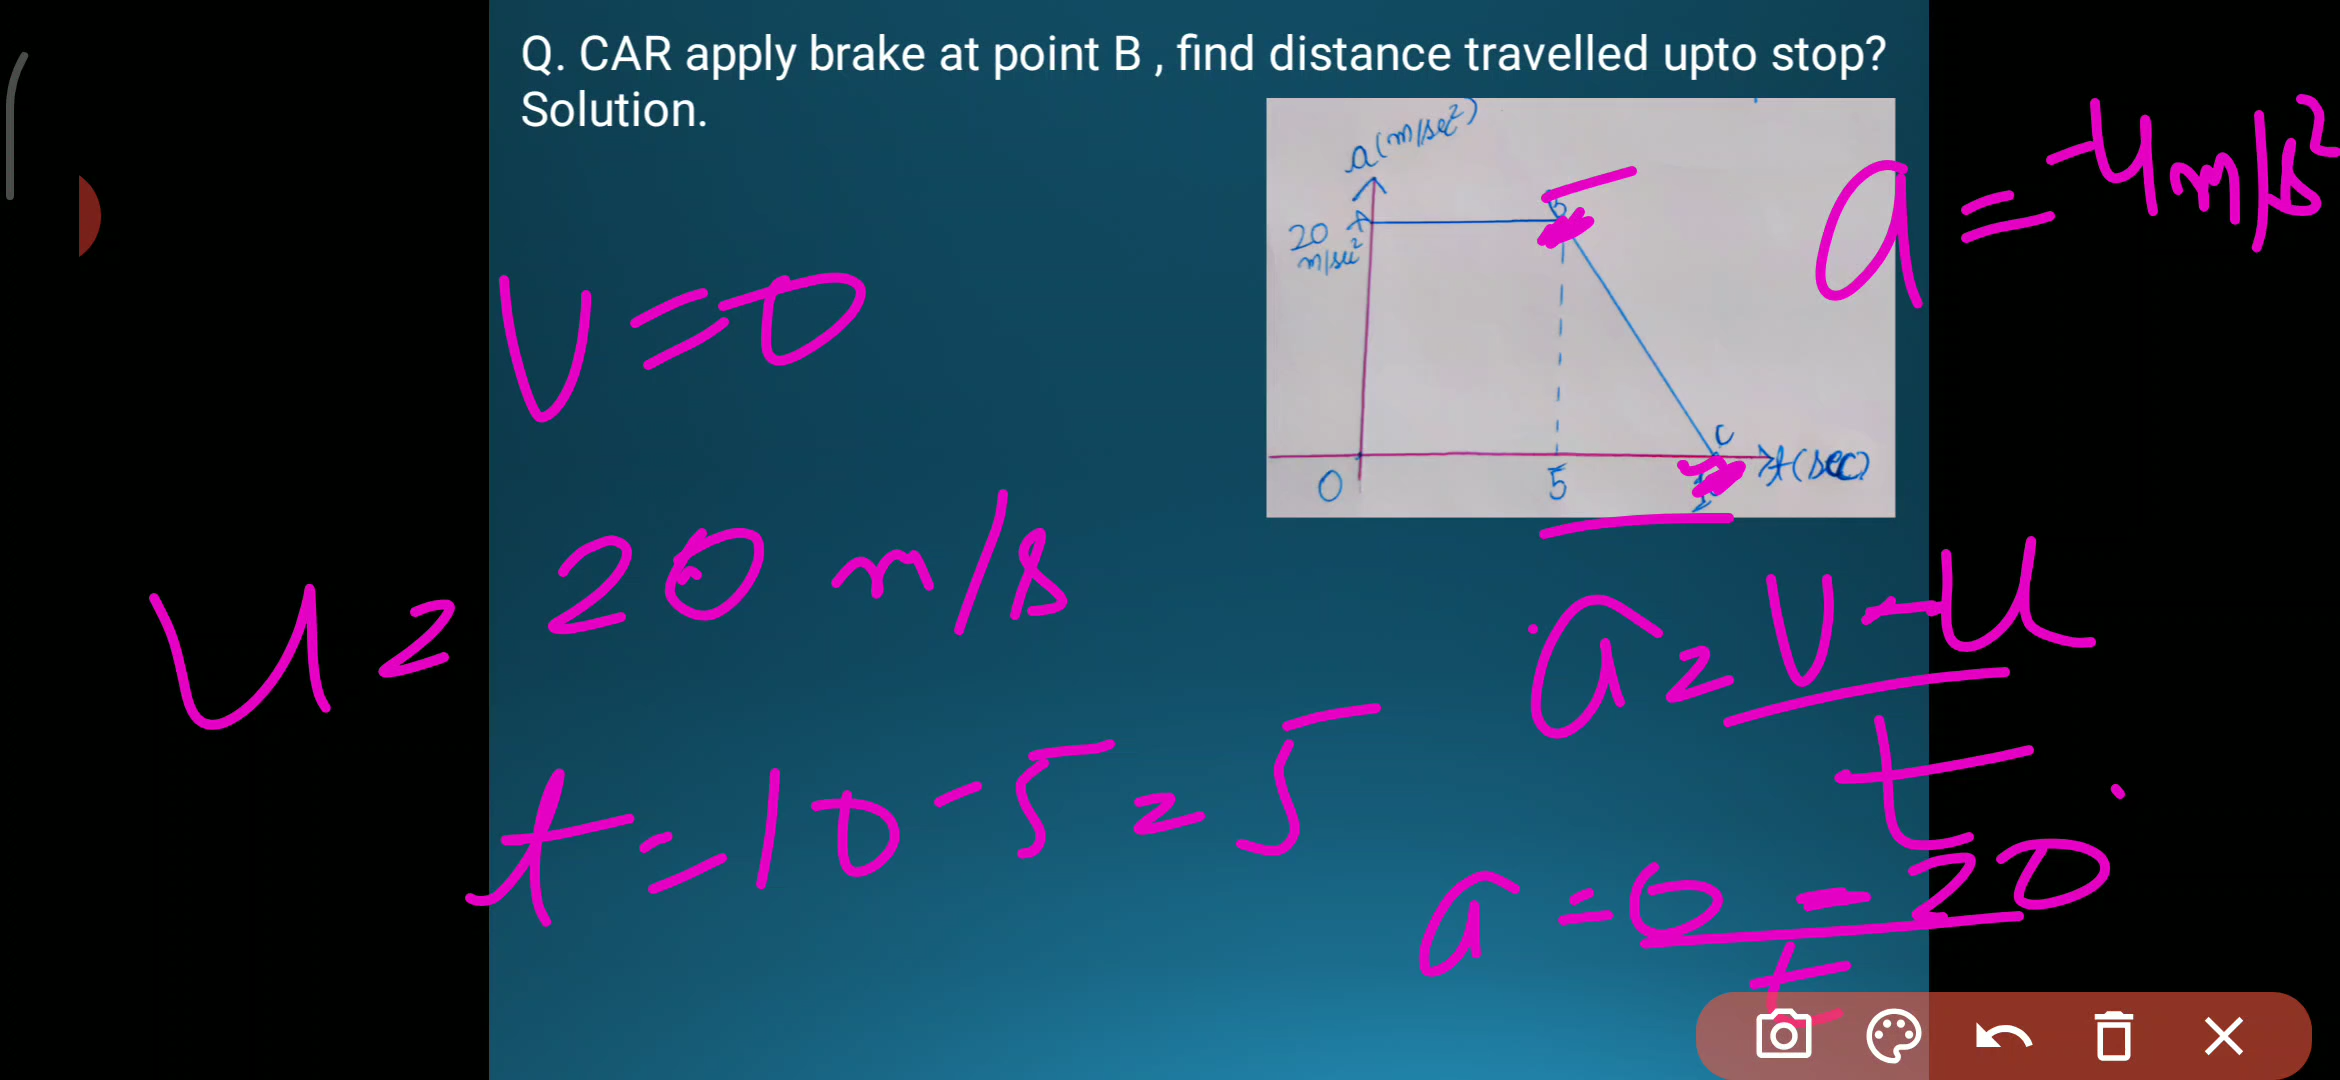 Q. CAR apply brake at point B , find distance travelled upto stop?
Solution.
a(m/sec²)
20 A
m/sec²
B
C
O
5
t(sec)
a = -4m/s²
v=0
u= 20 m/s
t=10-5=5
a= v-u
t
a =0-20